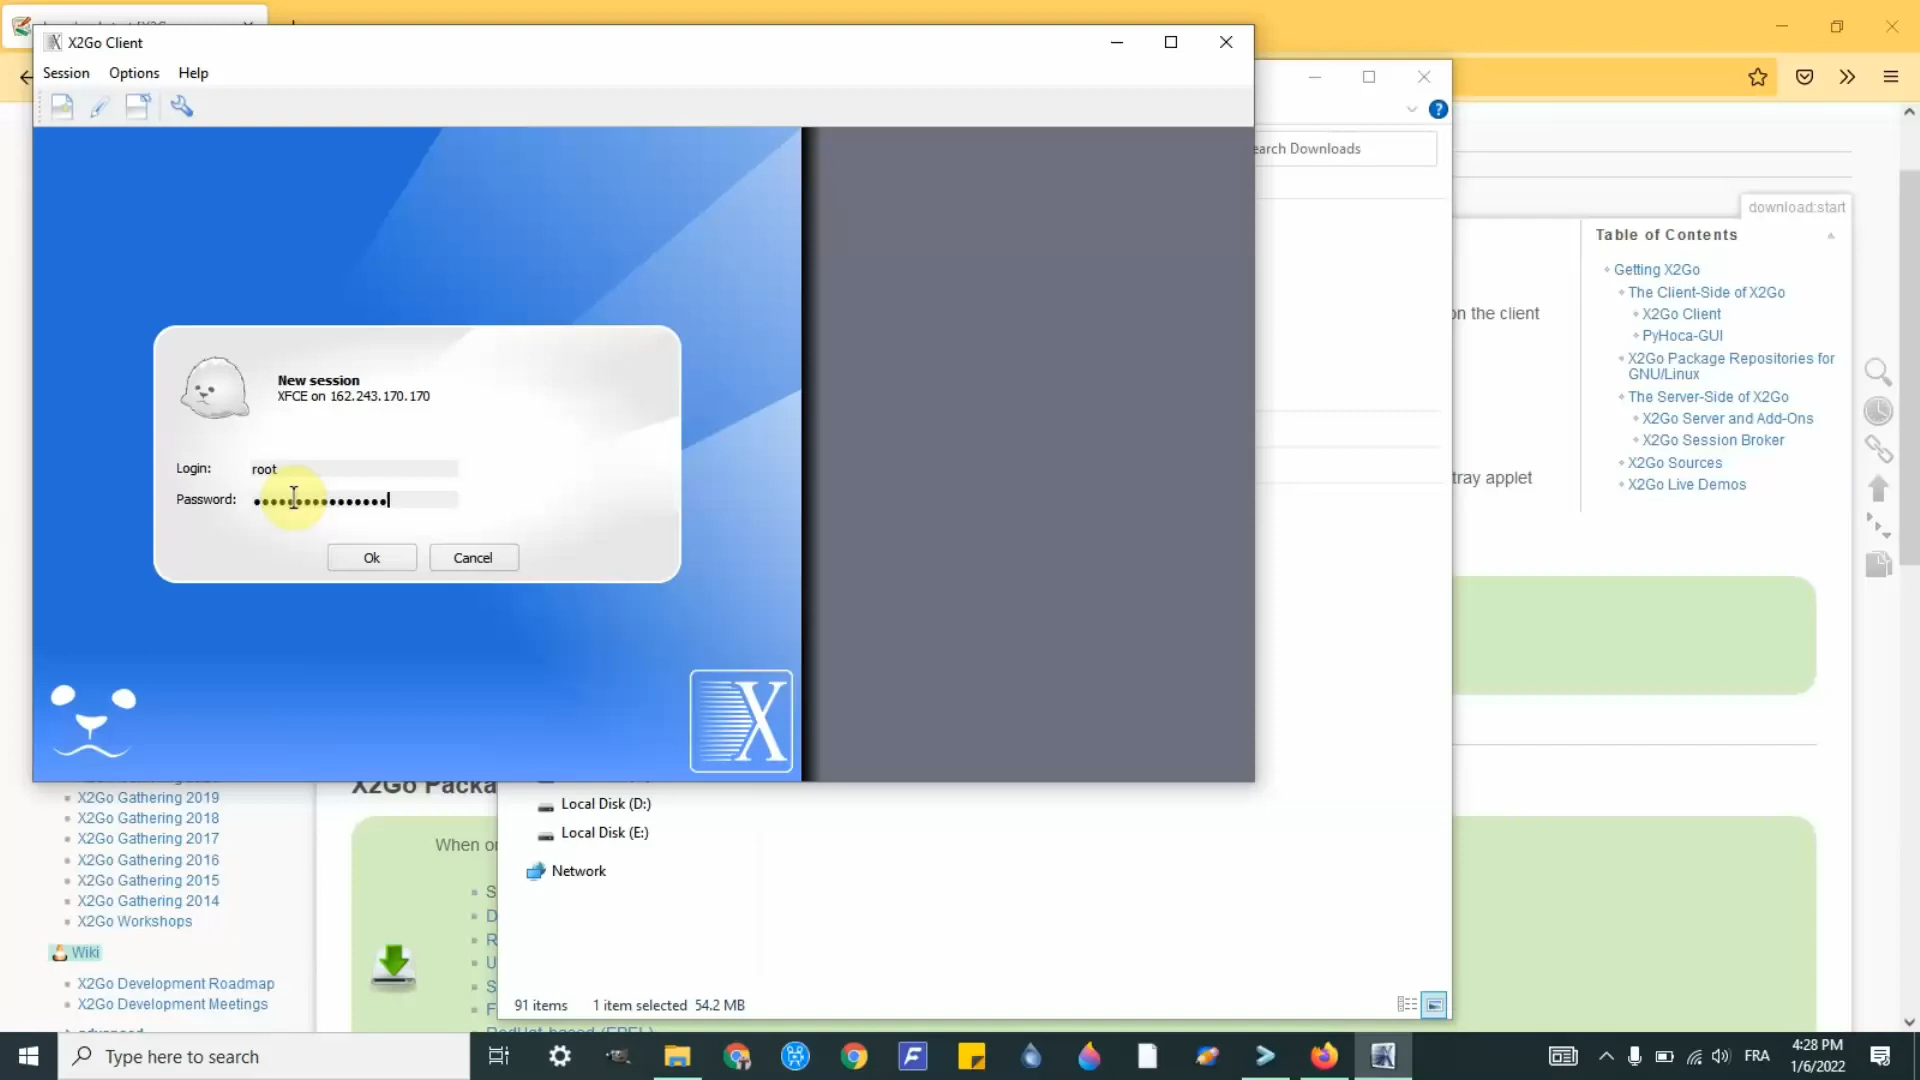 X2Go Client
Session Options Help
earch Downloads
download:start
Table of Contents
Getting X2Go
The Client-Side of X2Go
X2Go Client
PyHoca-GUI
X2Go Package Repositories for
GNU/Linux
The Server-Side of X2Go
X2Go Server and Add-Ons
X2Go Session Broker
X2Go Sources
X2Go Live Demos
on the client
tray applet
New session
XFCE on 162.243.170.170
Login: root
Password: ••••••••••••••••
Ok Cancel
X
X2Go Gathering 2019
X2Go Gathering 2018
X2Go Gathering 2017
X2Go Gathering 2016
X2Go Gathering 2015
X2Go Gathering 2014
X2Go Workshops
Wiki
X2Go Development Roadmap
X2Go Development Meetings
X2Go Packa
When o
S
D
R
U
S
F
Local Disk (D:)
Local Disk (E:)
Network
91 items 1 item selected 54.2 MB
Type here to search
FRA
4:28 PM
1/6/2022